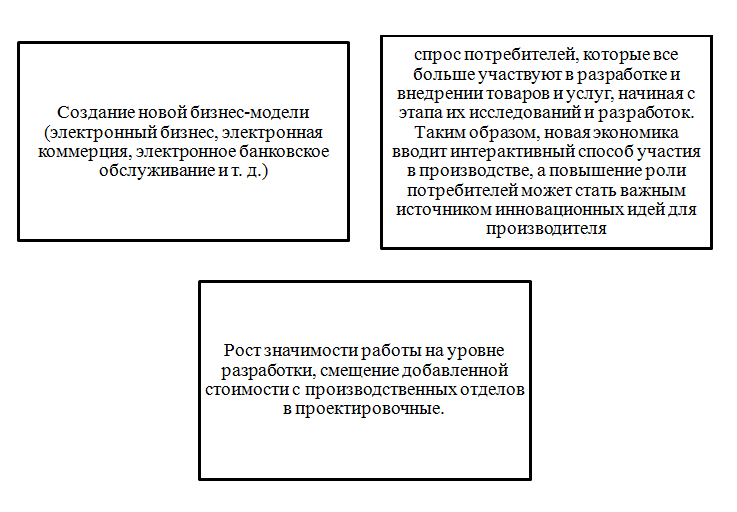 Создание новой бизнес-модели
(электронный бизнес, электронная
коммерция, электронное банковское
обслуживание и т. д.)
спрос потребителей, которые все
больше участвуют в разработке и
внедрении товаров и услуг, начиная с
этапа их исследований и разработок.
Таким образом, новая экономика
вводит интерактивный способ участия
в производстве, а повышение роли
потребителей может стать важным
источником инновационных идей для
производителя
Рост значимости работы на уровне
разработки, смещение добавленной
стоимости с производственных отделов
в проектировочные.